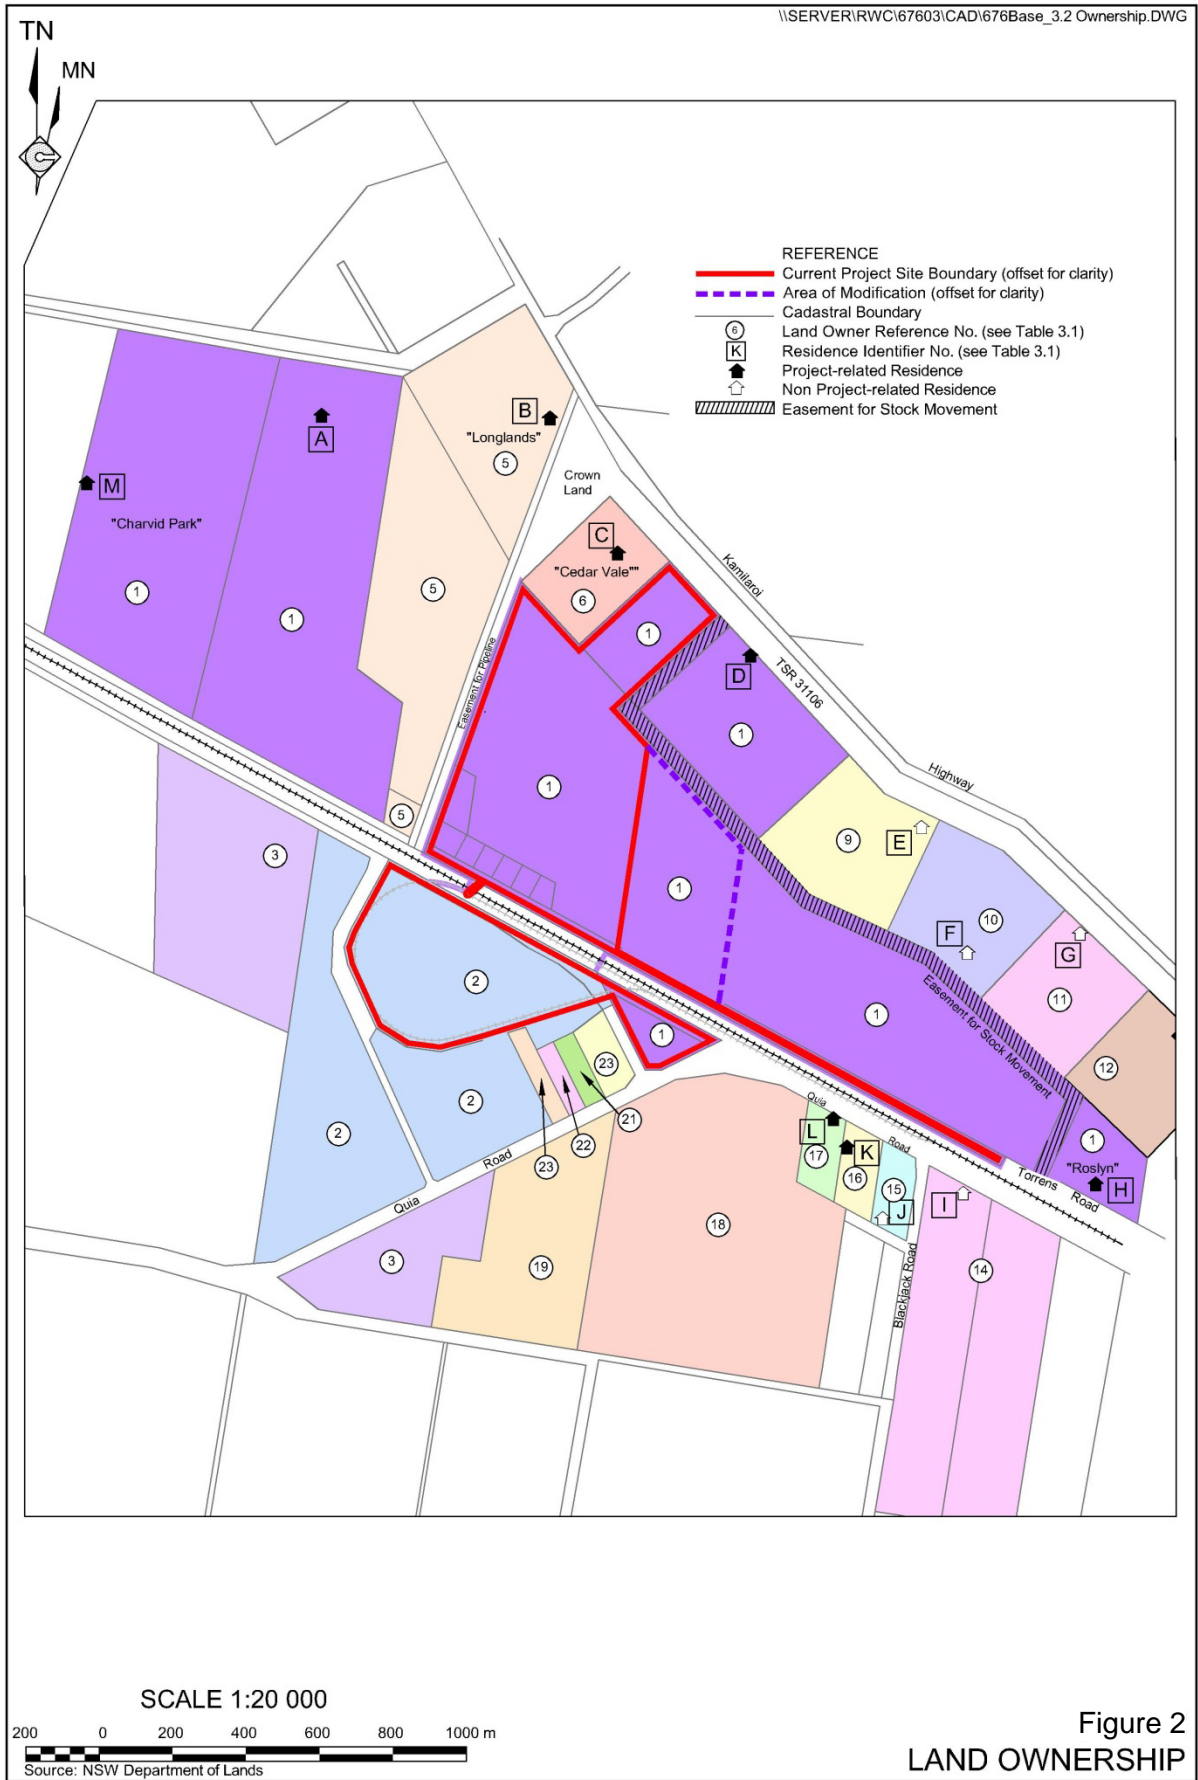 \\SERVER\RWC\67603\CAD\676Base_3.2 Ownership.DWG
TN
MN
REFERENCE
Current Project Site Boundary (offset for clarity)
Area of Modification (offset for clarity)
Cadastral Boundary
6 Land Owner Reference No. (see Table 3.1)
K Residence Identifier No. (see Table 3.1)
Project-related Residence
Non Project-related Residence
Easement for Stock Movement
A
B
"Longlands"
5
M
"Charvid Park"
1
1
5
5
Crown
Land
C
"Cedar Vale""
6
Kamilaroi
Highway
TSR 31106
Easement for Pipeline
1
D
1
1
1
9
E
10
F
G
11
12
Easement for Stock Movement
1
3
2
2
2
1
23
21
22
23
Quia
Road
3
19
18
Quia
Road
L
17
K
16
15
J
I
14
Blackjack Road
Torrens
Road
1
"Roslyn"
H
SCALE 1:20 000
200 0 200 400 600 800 1000 m
Source: NSW Department of Lands
Figure 2
LAND OWNERSHIP